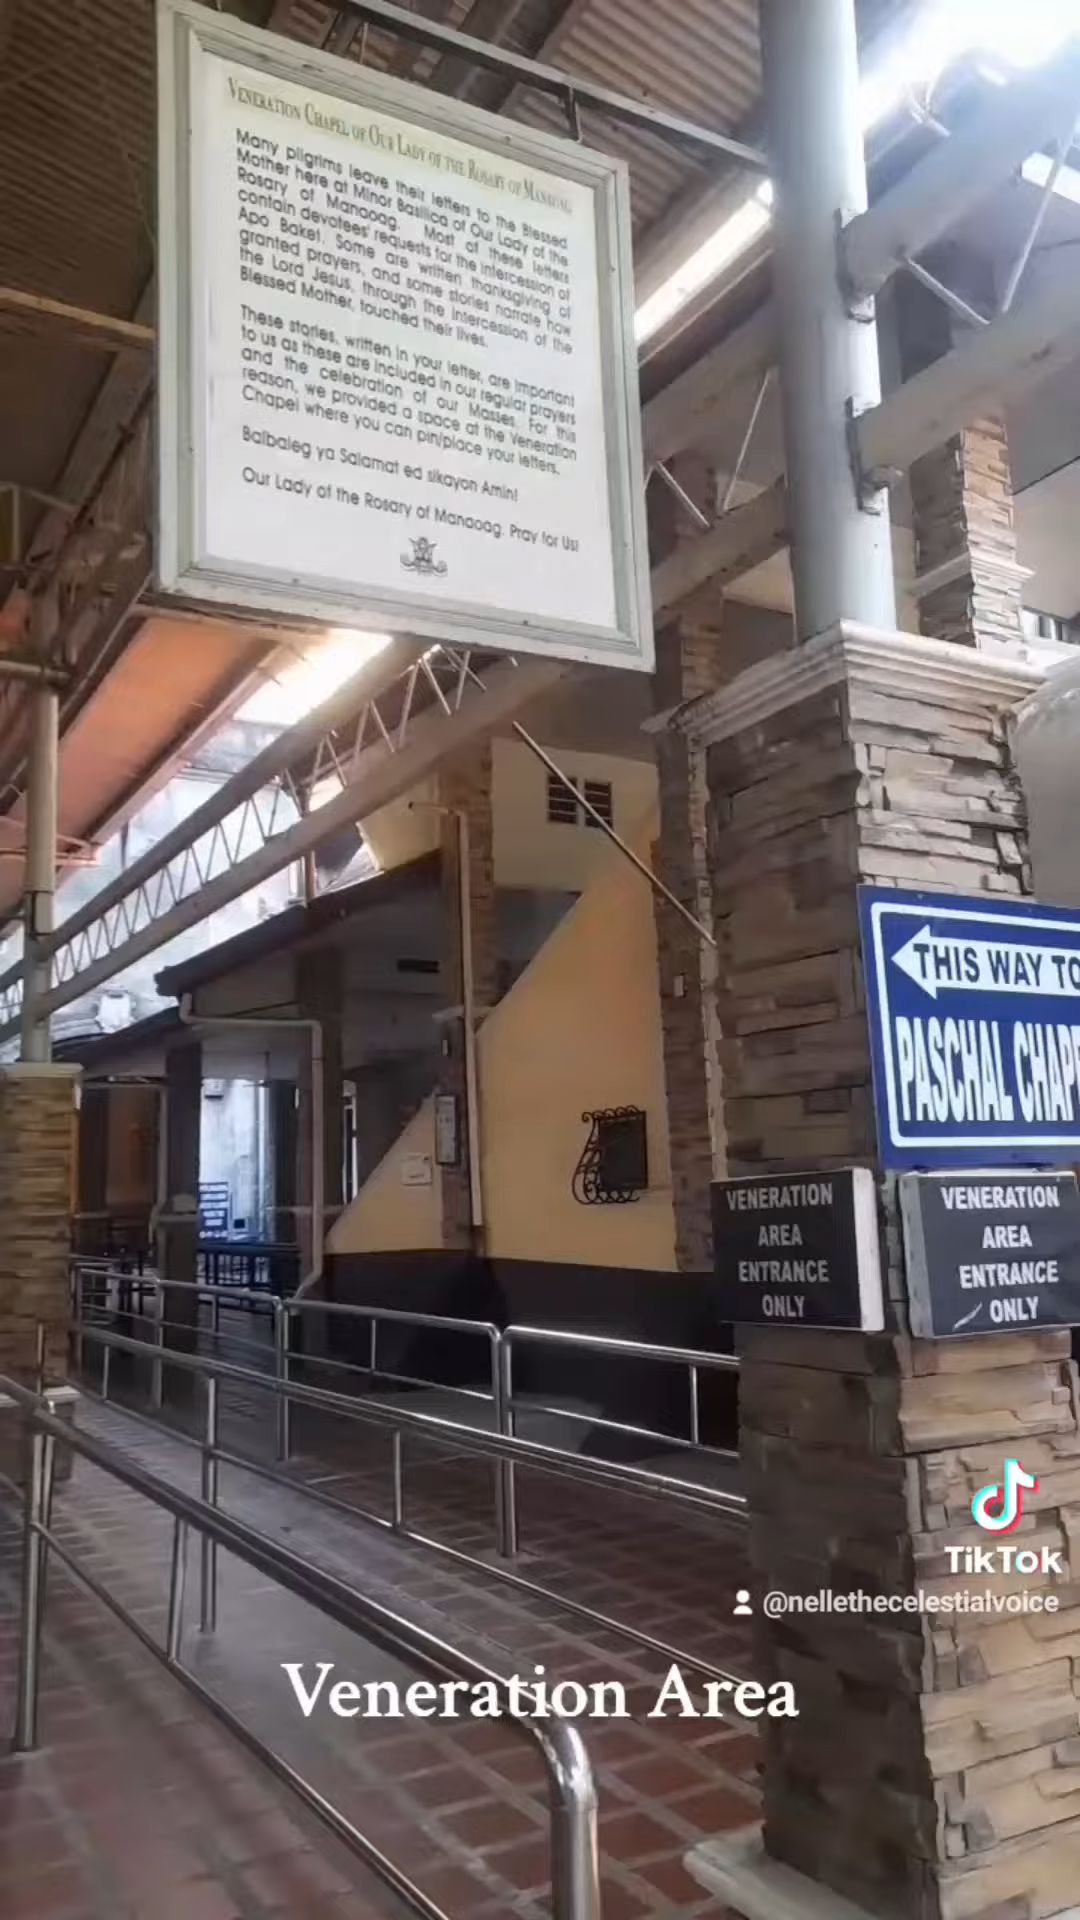 VENERATION CHAPEL OF OUR LADY OF THE ROSARY OF MANAOAG
Many pilgrims leave their letters to the Blessed
Mother here at Minor Basilica of Our Lady of the
Rosary of Manaoag. Most of these letters
contain devotees' requests for the intercession of
Apo Baket. Some are written thanksgiving of
granted prayers, and some stories narrate how
the Lord Jesus, through the intercession of the
Blessed Mother, touched their lives.
These stories, written in your letter, are important
to us as these are included in our regular prayers
and the celebration of our Masses. For this
reason, we provided a space at the Veneration
Chapel where you can pin/place your letters.
Balbaleg ya Salamat ed sikayon Amin!
Our Lady of the Rosary of Manaoag. Pray for Us!
THIS WAY TO
PASCHAL CHAPE
VENERATION
AREA
ENTRANCE
ONLY
VENERATION
AREA
ENTRANCE
ONLY
TikTok
@nellethecelestialvoice
Veneration Area